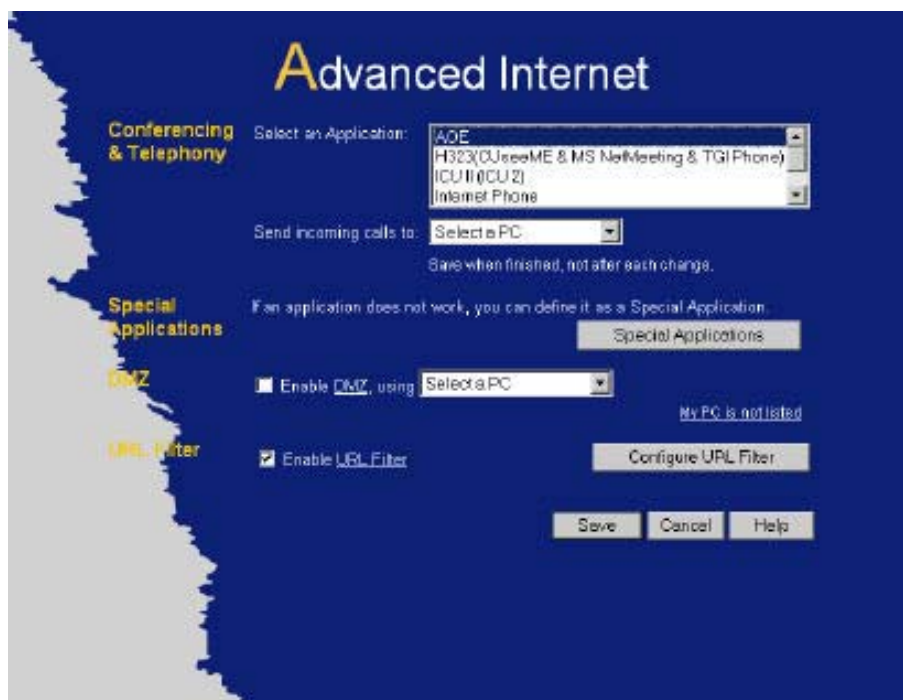 Advanced Internet
Conferencing & Telephony
Select an Application:
AOE
H323(CUseeME & MS NetMeeting & TGI Phone)
ICU II (ICU 2)
Internet Phone
Send incoming calls to:
Select a PC
Save when finished, not after each change.
Special Applications
If an application does not work, you can define it as a Special Application.
Special Applications
DMZ
Enable DMZ, using
Select a PC
My PC is not listed
URL Filter
Enable URL Filter
Configure URL Filter
Save
Cancel
Help